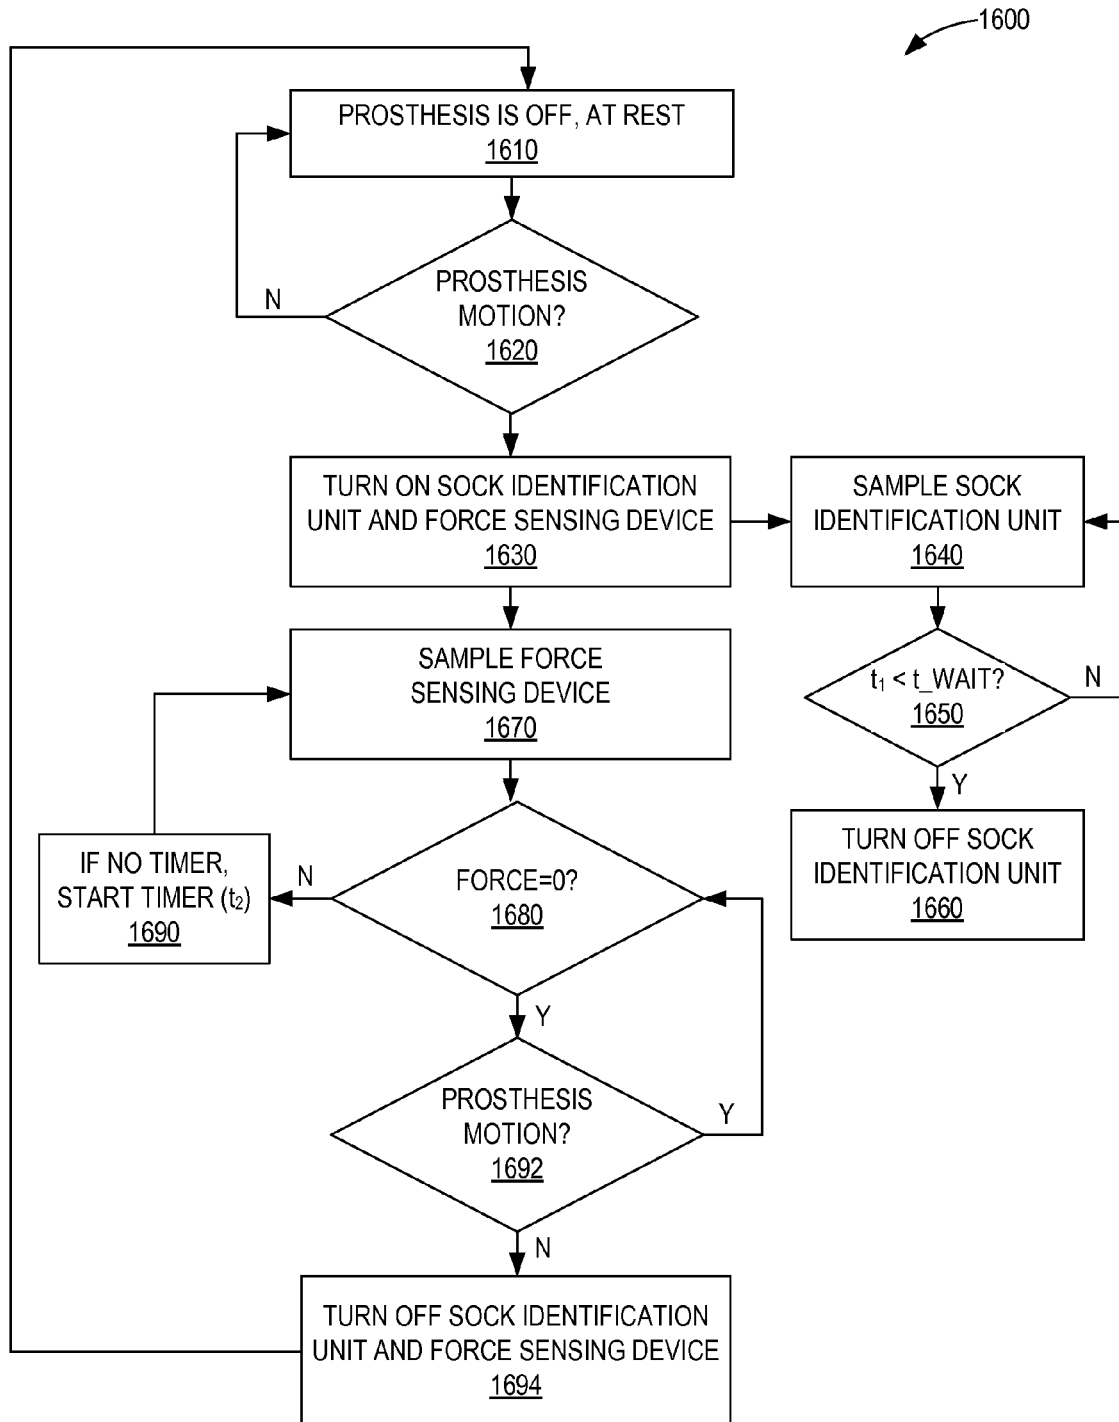 1600
PROSTHESIS IS OFF, AT REST
1610
PROSTHESIS
MOTION?
1620
N
TURN ON SOCK IDENTIFICATION
UNIT AND FORCE SENSING DEVICE
1630
SAMPLE SOCK
IDENTIFICATION UNIT
1640
t₁ < t_WAIT?
1650
N
Y
TURN OFF SOCK
IDENTIFICATION UNIT
1660
SAMPLE FORCE
SENSING DEVICE
1670
FORCE=0?
1680
N
IF NO TIMER,
START TIMER (t₂)
1690
Y
PROSTHESIS
MOTION?
1692
Y
N
TURN OFF SOCK IDENTIFICATION
UNIT AND FORCE SENSING DEVICE
1694